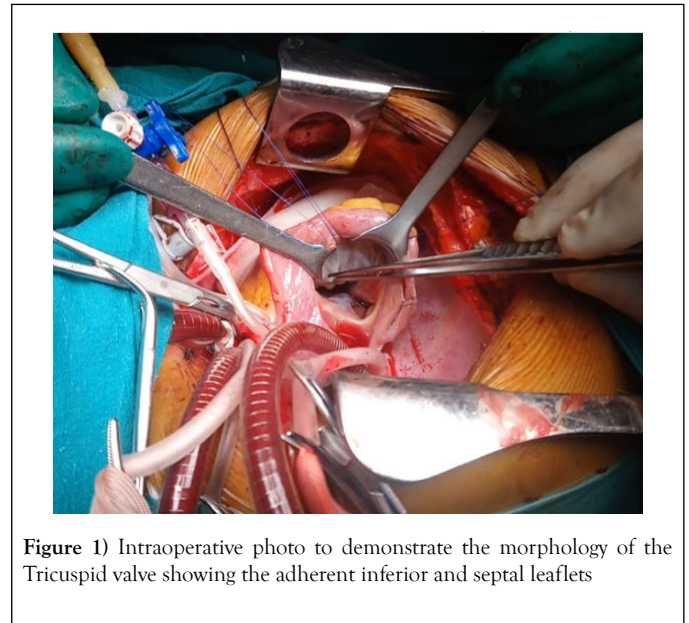 Figure 1) Intraoperative photo to demonstrate the morphology of the
Tricuspid valve showing the adherent inferior and septal leaflets